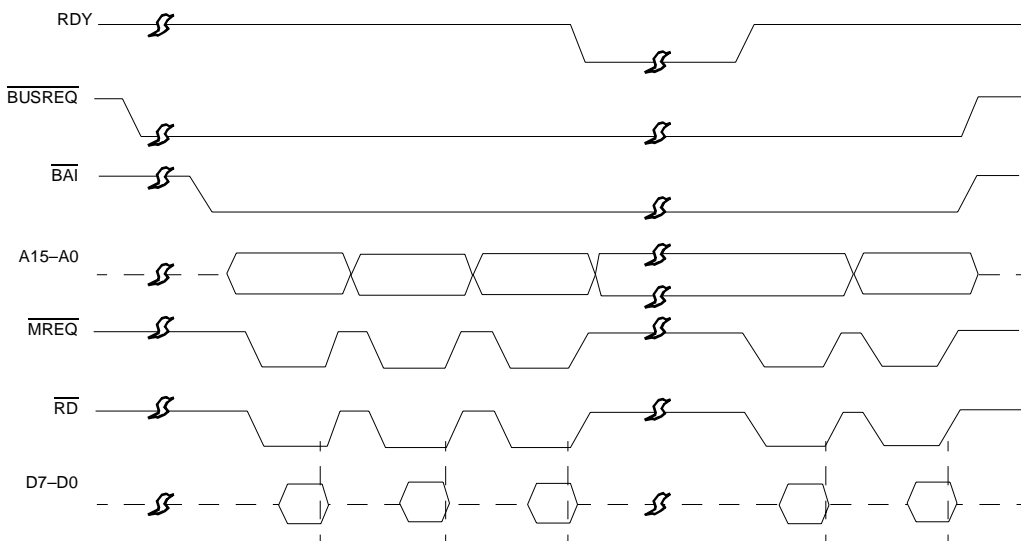 RDY
BUSREQ
BAI
A15–A0
MREQ
RD
D7–D0